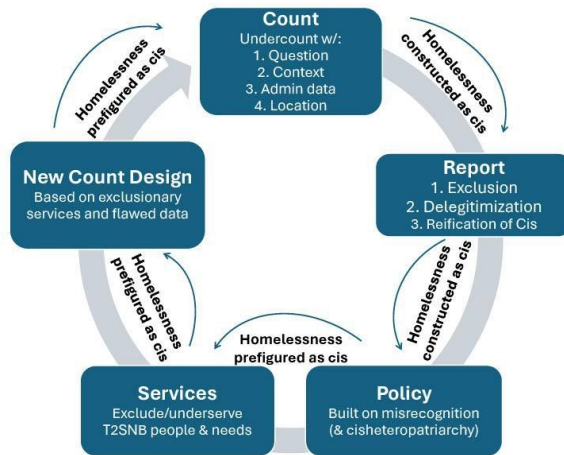 Count
Undercount w/:
1. Question
2. Context
3. Admin data
4. Location
Homelessness
constructed as cis
Report
1. Exclusion
2. Delegitimization
3. Reification of Cis
Homelessness
constructed as cis
Policy
Built on misrecognition
(& cisheteropatriarchy)
Homelessness
prefigured as cis
Services
Exclude/underserve
T2SNB people & needs
Homelessness
prefigured as cis
New Count Design
Based on exclusionary
services and flawed data
Homelessness
prefigured as cis